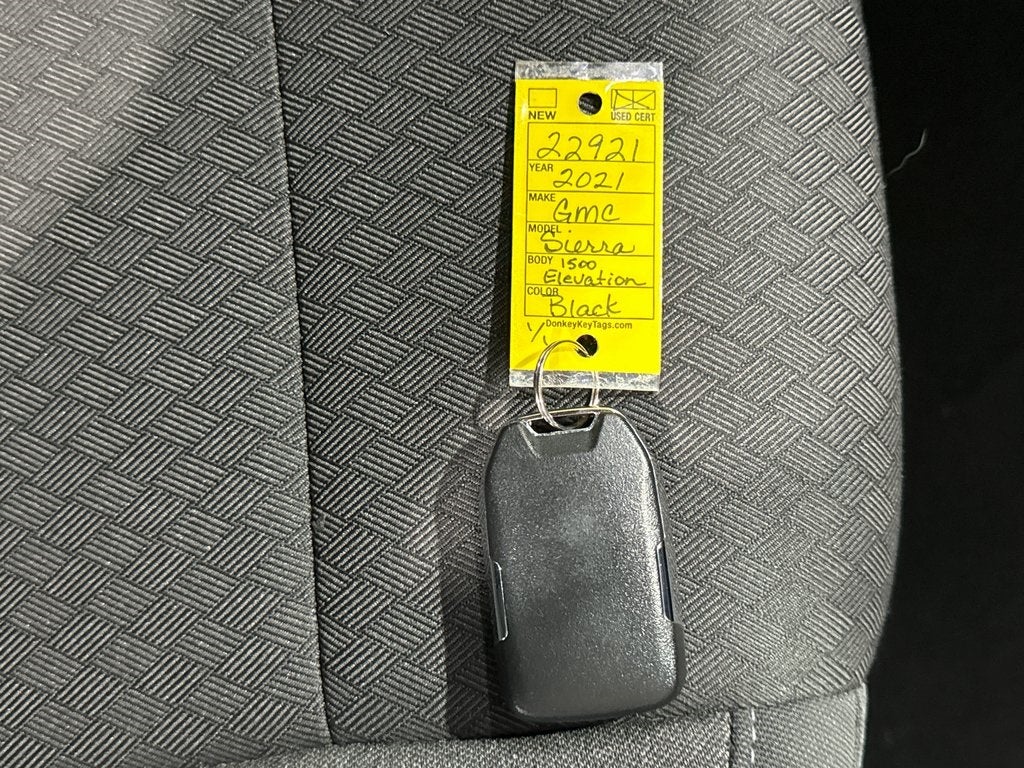 NEW USED CERT
22921
YEAR 2021
MAKE GMC
MODEL Sierra
BODY 1500
Elevation
COLOR Black
DonkeyKeyTags.com